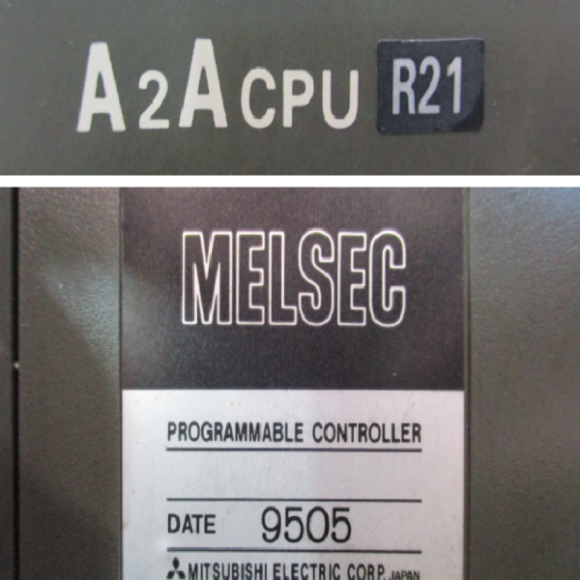 A2ACPU R21
MELSEC
PROGRAMMABLE CONTROLLER
DATE 9505
MITSUBISHI ELECTRIC CORP. JAPAN